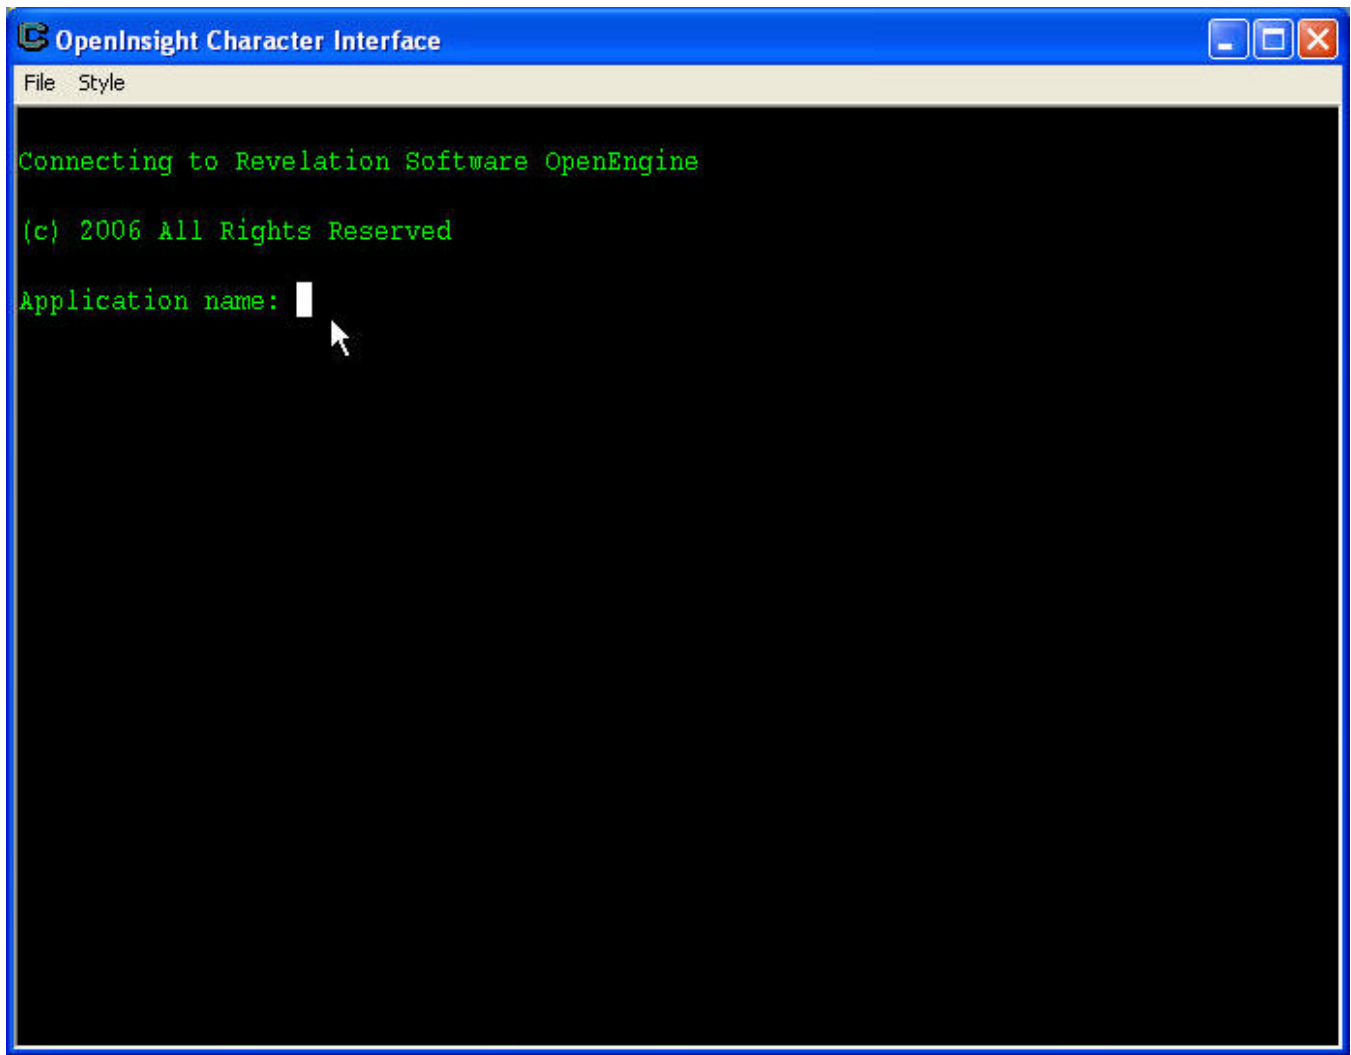 OpenInsight Character Interface
File Style
Connecting to Revelation Software OpenEngine
(c) 2006 All Rights Reserved
Application name: